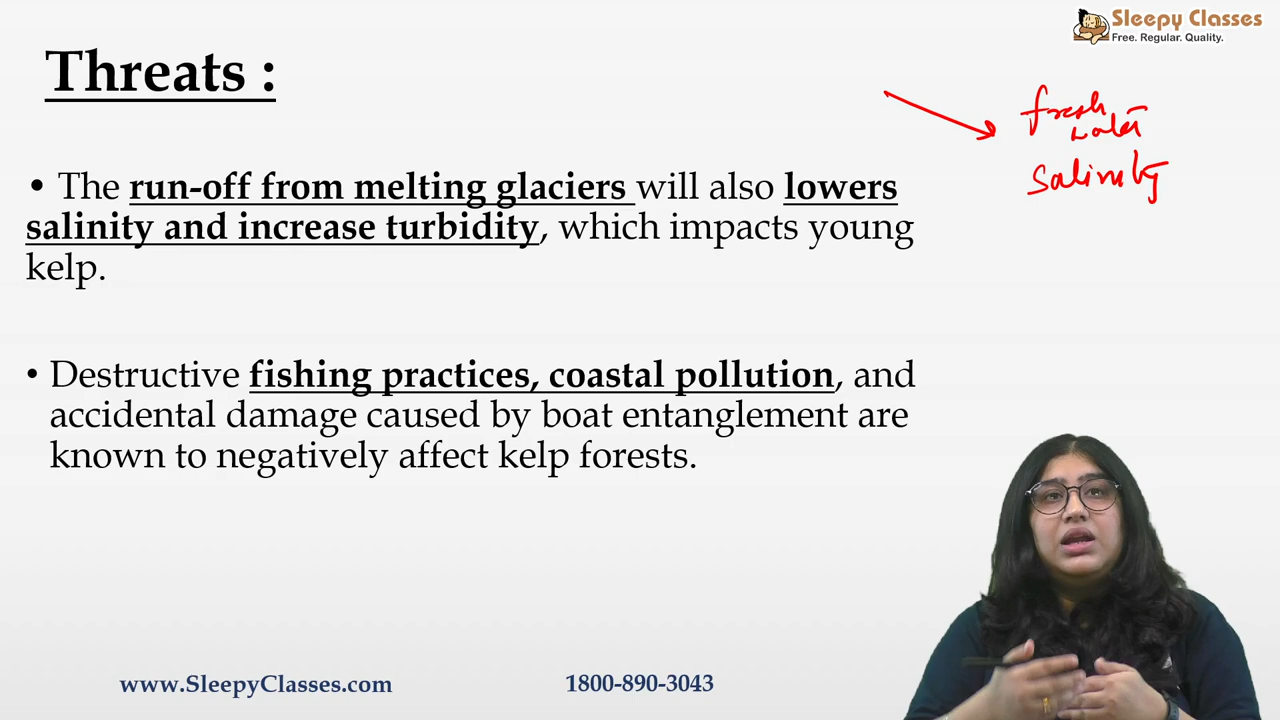 Sleepy Classes
Free. Regular. Quality.
Threats :
fresh
water
Salinity
• The run-off from melting glaciers will also lowers
salinity and increase turbidity, which impacts young
kelp.
• Destructive fishing practices, coastal pollution, and
accidental damage caused by boat entanglement are
known to negatively affect kelp forests.
www.SleepyClasses.com
1800-890-3043